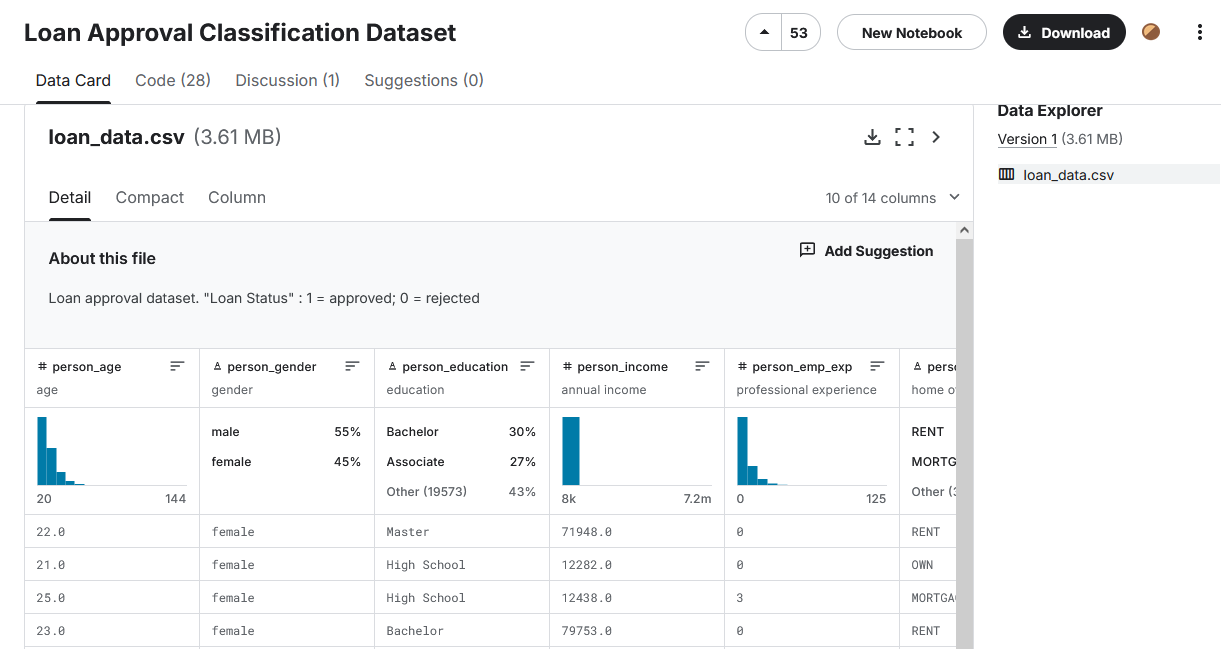 Loan Approval Classification Dataset
53
New Notebook
Download
Data Card
Code (28)
Discussion (1)
Suggestions (0)
Data Explorer
Version 1 (3.61 MB)
loan_data.csv
loan_data.csv (3.61 MB)
Detail
Compact
Column
10 of 14 columns
About this file
Add Suggestion
Loan approval dataset. "Loan Status" : 1 = approved; 0 = rejected
# person_age
A person_gender
A person_education
# person_income
# person_emp_exp
A
age
gender
education
annual income
professional experience
home
male 55%
Bachelor 30%
RENT
female 45%
Associate 27%
Other (19573) 43%
Other
20 144
8k 7.2m
0 125
22.0 female Master 71948.0 0 RENT
21.0 female High School 12282.0 0 OWN
25.0 female High School 12438.0 3
23.0 female Bachelor 79753.0 0 RENT